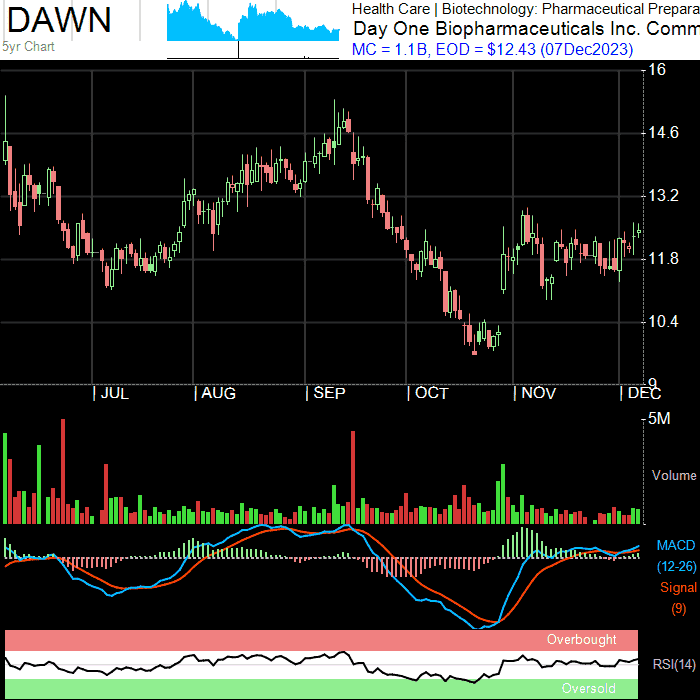 DAWN
5yr Chart
Health Care | Biotechnology: Pharmaceutical Prepara
Day One Biopharmaceuticals Inc. Comm
MC = 1.1B, EOD = $12.43 (07Dec2023)
16
14.6
13.2
11.8
10.4
9
| JUL | AUG | SEP | OCT | NOV | DEC
5M
Volume
MACD
(12-26)
Signal
(9)
Overbought
RSI(14)
Oversold